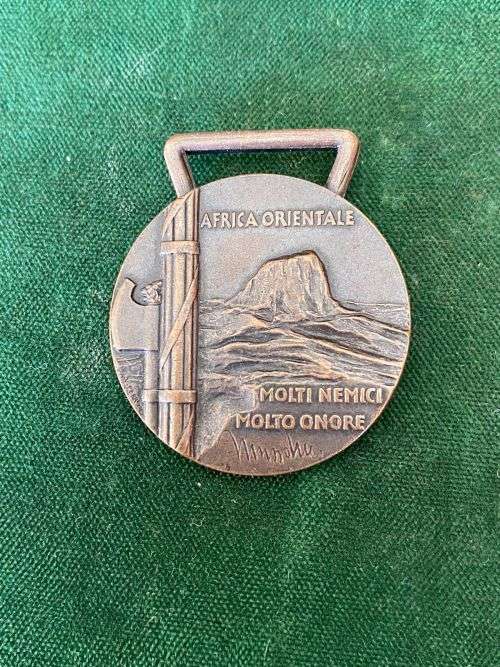 AFRICA ORIENTALE
MOLTI NEMICI
MOLTO ONORE